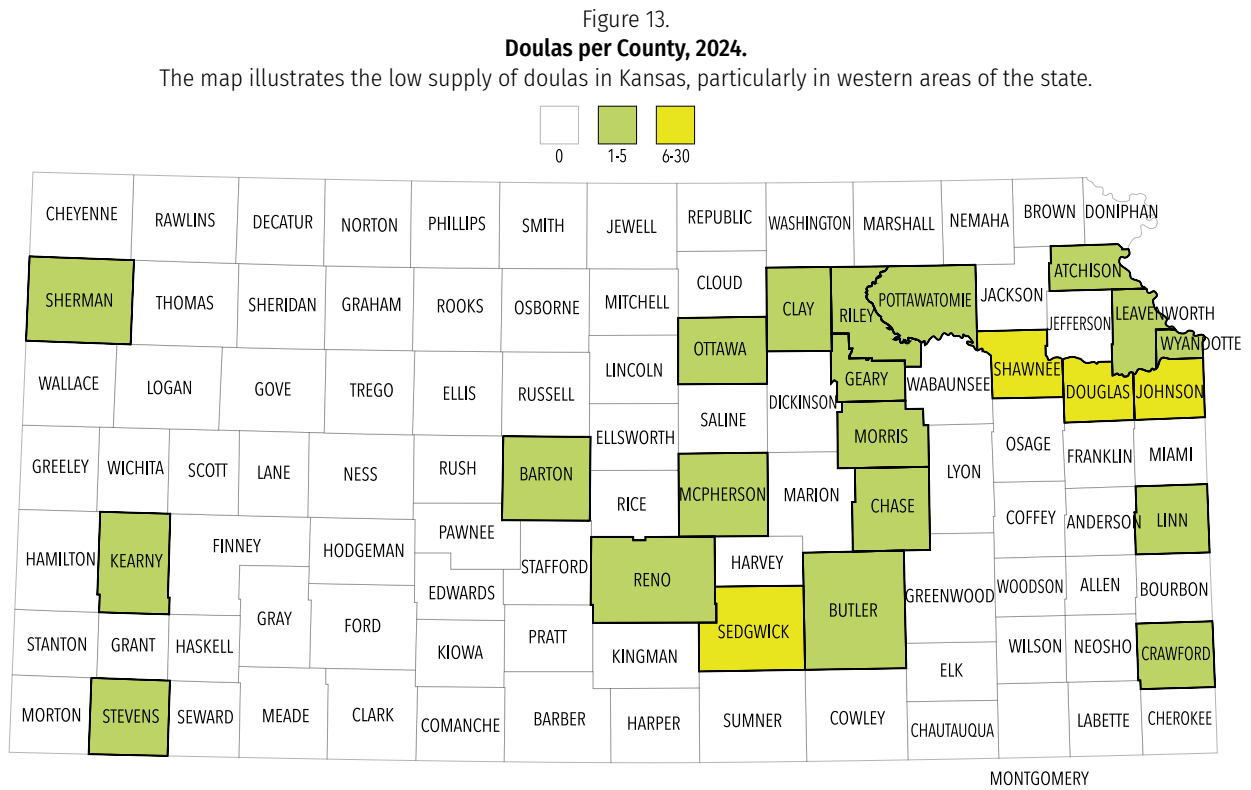 Figure 13.
Doulas per County, 2024.
The map illustrates the low supply of doulas in Kansas, particularly in western areas of the state.
0 1-5 6-30
CHEYENNE RAWLINS DECATUR NORTON PHILLIPS SMITH JEWELL REPUBLIC WASHINGTON MARSHALL NEMAHA BROWN DONIPHAN
SHERMAN THOMAS SHERIDAN GRAHAM ROOKS OSBORNE MITCHELL CLOUD CLAY RILEY POTTAWATOMIE JACKSON ATCHISON
JEFFERSON LEAVENWORTH WYANDOTTE
WALLACE LOGAN GOVE TREGO ELLIS RUSSELL LINCOLN OTTAWA DICKINSON GEARY WABAUNSEE SHAWNEE DOUGLAS JOHNSON
ELLSWORTH SALINE MORRIS
GREELEY WICHITA SCOTT LANE NESS RUSH BARTON RICE MCPHERSON MARION CHASE LYON OSAGE FRANKLIN MIAMI
HAMILTON KEARNY FINNEY HODGEMAN PAWNEE STAFFORD RENO HARVEY COFFEY ANDERSON LINN
EDWARDS BUTLER GREENWOOD WOODSON ALLEN BOURBON
STANTON GRANT HASKELL GRAY FORD KIOWA PRATT KINGMAN SEDGWICK ELK WILSON NEOSHO CRAWFORD
MORTON STEVENS SEWARD MEADE CLARK COMANCHE BARBER HARPER SUMNER COWLEY CHAUTAUQUA LABETTE CHEROKEE
MONTGOMERY